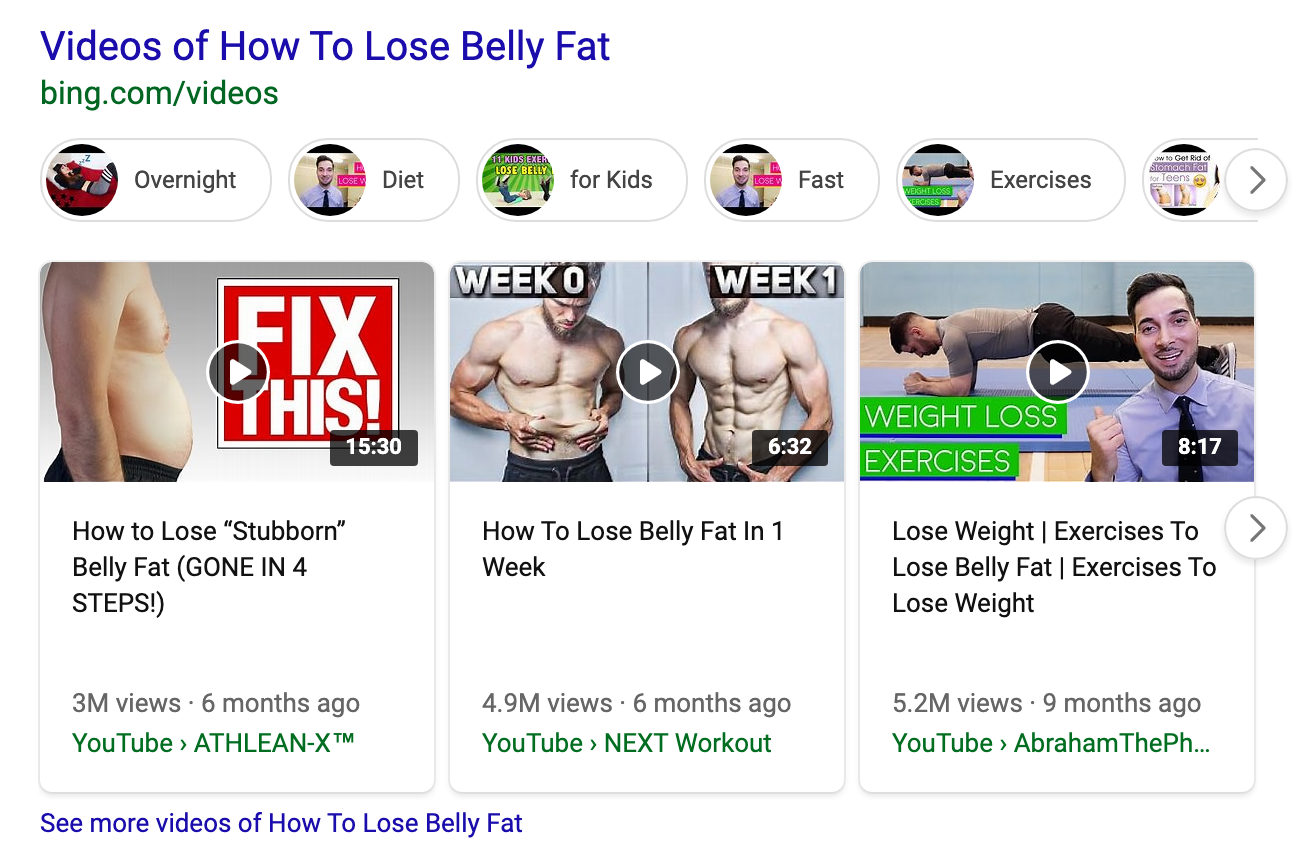 Videos of How To Lose Belly Fat
bing.com/videos
Overnight
HO
LOSE W
Diet
11 KIDS EXER
LOSE BELLY
for Kids
LOSE W
Fast
WEIGHT LOSS
EXERCISES
Exercises
ow to Get Rid of
Stomach Fat
for Teens
FIX
THIS!
15:30
WEEK 0
WEEK 1
6:32
WEIGHT LOSS
EXERCISES
8:17
How to Lose “Stubborn”
Belly Fat (GONE IN 4
STEPS!)
3M views · 6 months ago
YouTube › ATHLEAN-X™
How To Lose Belly Fat In 1
Week
4.9M views · 6 months ago
YouTube › NEXT Workout
Lose Weight | Exercises To
Lose Belly Fat | Exercises To
Lose Weight
5.2M views · 9 months ago
YouTube › AbrahamThePh...
See more videos of How To Lose Belly Fat